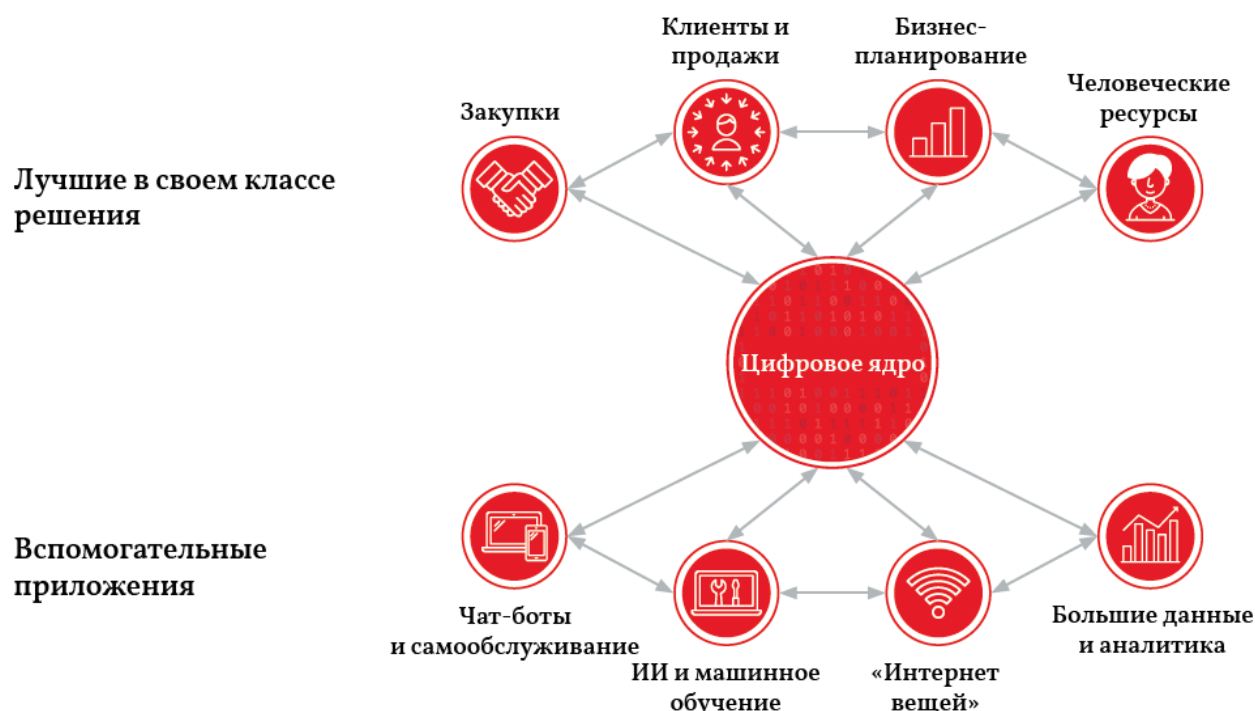 Клиенты и
продажи
Бизнес-
планирование
Человеческие
ресурсы
Закупки
Лучшие в своем классе
решения
Цифровое ядро
Вспомогательные
приложения
Чат-боты
и самообслуживание
ИИ и машинное
обучение
«Интернет
вещей»
Большие данные
и аналитика